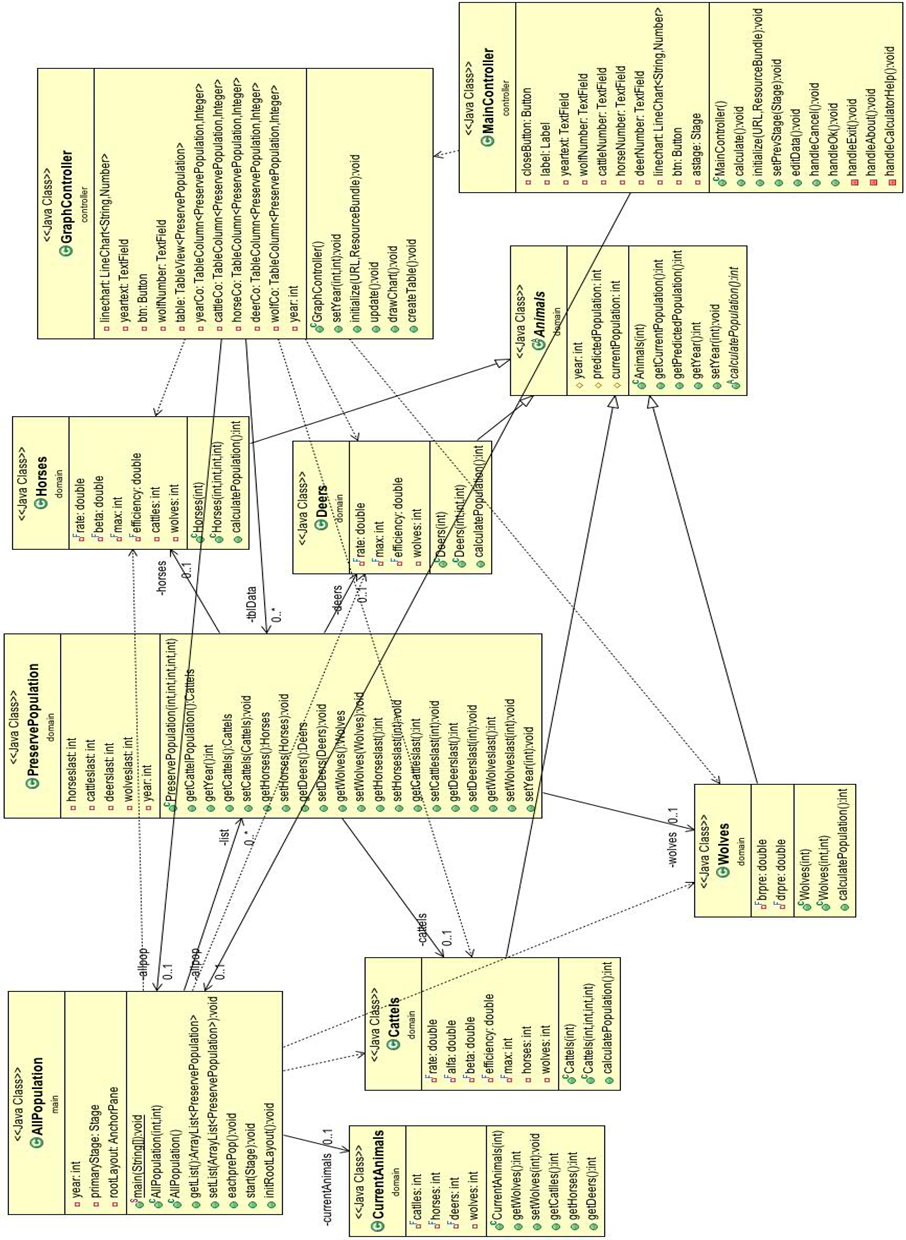 <<Java Class>>
AllPopulation
main
year: int
primaryStage: Stage
rootLayout: AnchorPane
main(String[]):void
AllPopulation(int,int)
AllPopulation()
getList():ArrayList<PreservePopulation>
setList(ArrayList<PreservePopulation>):void
eachprePop():void
start(Stage):void
initRootLayout():void
-currentAnimals
0..1
<<Java Class>>
CurrentAnimals
domain
cattles: int
horses: int
deers: int
wolves: int
CurrentAnimals(int)
getWolves():int
setWolves(int):void
getCattles():int
getHorses():int
getDeers():int
-allpop
0..1
-allpop
0..1
-list
0..*
<<Java Class>>
PreservePopulation
domain
horseslast: int
cattleslast: int
deerslast: int
wolveslast: int
year: int
PreservePopulation(int,int,int,int,int)
getCattelPopulation():Cattels
getYear():int
getCattels():Cattels
setCattels(Cattels):void
getHorses():Horses
setHorses(Horses):void
getDeers():Deers
setDeers(Deers):void
getWolves():Wolves
setWolves(Wolves):void
getHorseslast():int
setHorseslast(int):void
getCattleslast():int
setCattleslast(int):void
getDeerslast():int
setDeerslast(int):void
getWolveslast():int
setWolveslast(int):void
setYear(int):void
-cattels
0..1
<<Java Class>>
Cattels
domain
rate: double
alfa: double
beta: double
efficiency: double
max: int
horses: int
wolves: int
Cattels(int)
Cattels(int,int,int,int)
calculatePopulation():int
-horses
0..1
<<Java Class>>
Horses
domain
rate: double
beta: double
max: int
efficiency: double
cattles: int
wolves: int
Horses(int)
Horses(int,int,int,int)
calculatePopulation():int
-tblData
0..*
-deers
0..1
<<Java Class>>
Deers
domain
rate: double
max: int
efficiency: double
wolves: int
Deers(int)
Deers(int,int,int)
calculatePopulation():int
-wolves
0..1
<<Java Class>>
Wolves
domain
brpre: double
drpre: double
Wolves(int)
Wolves(int,int)
calculatePopulation():int
<<Java Class>>
GraphController
controller
linechart: LineChart<String,Number>
yeartext: TextField
btn: Button
wolfNumber: TextField
table: TableView<PreservePopulation>
yearCo: TableColumn<PreservePopulation,Integer>
cattleCo: TableColumn<PreservePopulation,Integer>
horseCo: TableColumn<PreservePopulation,Integer>
deerCo: TableColumn<PreservePopulation,Integer>
wolfCo: TableColumn<PreservePopulation,Integer>
year: int
GraphController()
setYear(int,int):void
initialize(URL,ResourceBundle):void
update():void
drawChart():void
createTable():void
<<Java Class>>
Animals
domain
year: int
predictedPopulation: int
currentPopulation: int
Animals(int)
getCurrentPopulation():int
getPredictedPopulation():int
getYear():int
setYear(int):void
calculatePopulation():int
<<Java Class>>
MainController
controller
closeButton: Button
label: Label
yeartext: TextField
wolfNumber: TextField
cattleNumber: TextField
horseNumber: TextField
deerNumber: TextField
linechart: LineChart<String,Number>
btn: Button
astage: Stage
MainController()
calculate():void
initialize(URL,ResourceBundle):void
setPrevStage(Stage):void
editData():void
handleCancel():void
handleOk():void
handleExit():void
handleAbout():void
handleCalculatorHelp():void